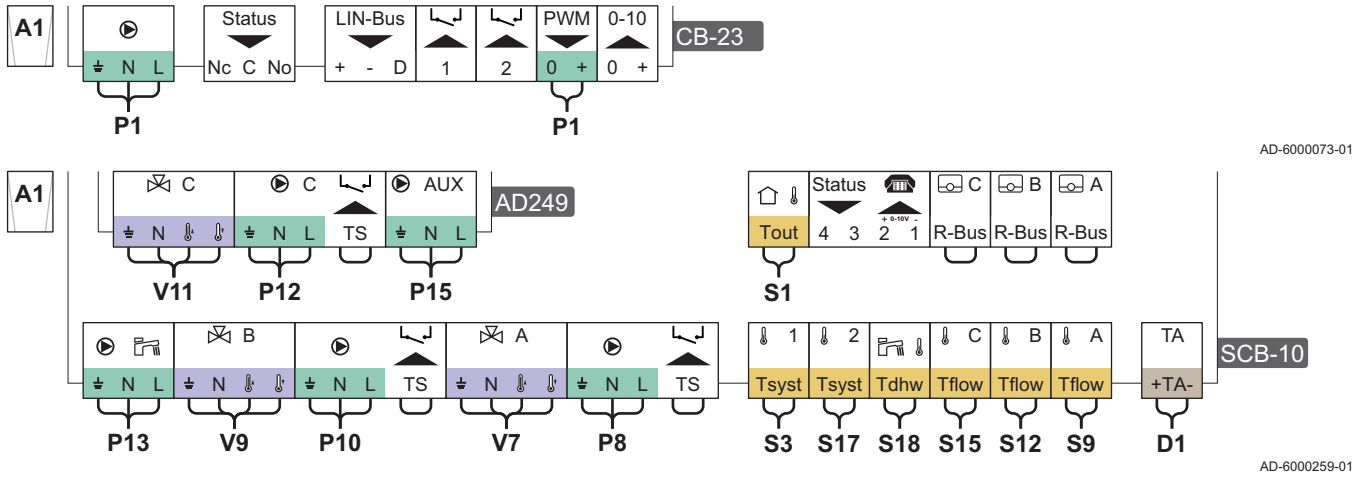 A1
Status LIN-Bus PWM 0-10
CB-23
N L Nc C No + - D 1 2 0 + 0 +
P1 P1
AD-6000073-01
A1
C C AUX
AD249
Status C B A
+ 0-10V -
N N L TS N L
Tout 4 3 2 1 R-Bus R-Bus R-Bus
V11 P12 P15 S1
B A 1 2 C B A TA
SCB-10
N L N N L TS N N L TS Tsyst Tsyst Tdhw Tflow Tflow Tflow +TA-
P13 V9 P10 V7 P8 S3 S17 S18 S15 S12 S9 D1
AD-6000259-01